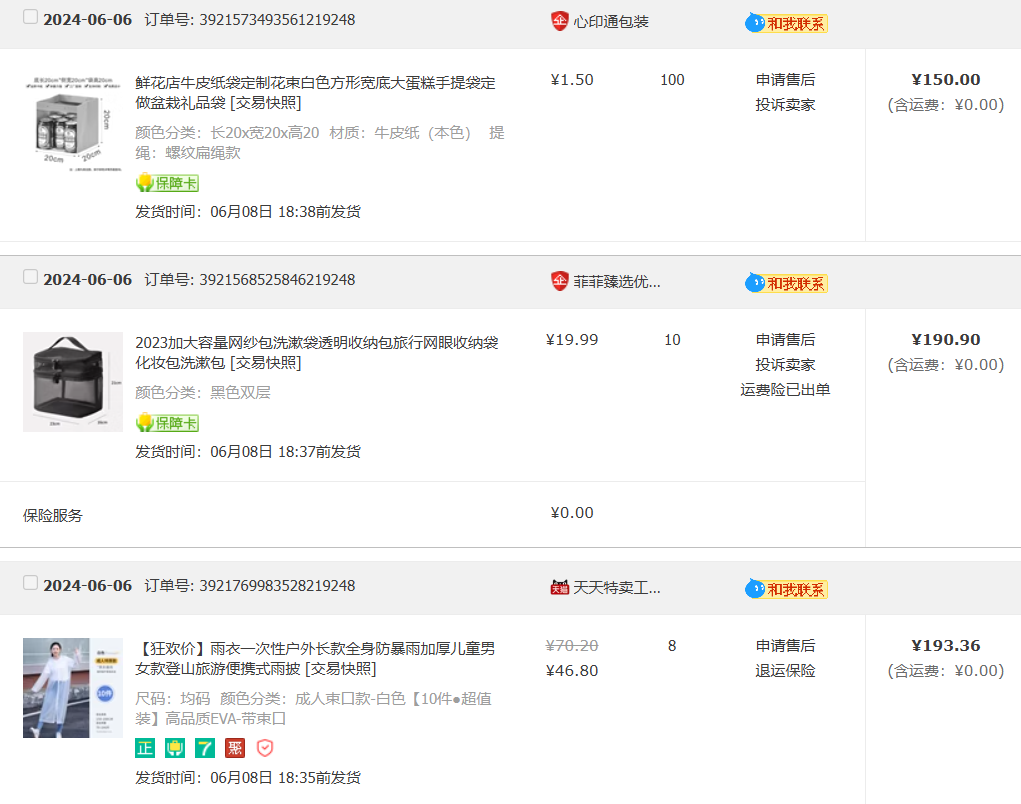 2024-06-06 订单号: 3921573493561219248 心印通包装 和我联系
鲜花店牛皮纸袋定制花束白色方形宽底大蛋糕手提袋定 ¥1.50 100 申请售后 ¥150.00
做盆栽礼品袋 [交易快照] 投诉卖家 (含运费: ¥0.00)
颜色分类: 长20x宽20x高20 材质: 牛皮纸（本色） 提
绳: 螺纹扁绳款
20cm
20cm
20cm
保障卡
发货时间: 06月08日 18:38前发货
2024-06-06 订单号: 3921568525846219248 菲菲臻选优... 和我联系
2023加大容量网纱包洗漱袋透明收纳包旅行网眼收纳袋 ¥19.99 10 申请售后 ¥190.90
化妆包洗漱包 [交易快照] 投诉卖家 (含运费: ¥0.00)
颜色分类: 黑色双层 运费险已出单
保障卡
发货时间: 06月08日 18:37前发货
保险服务 ¥0.00
2024-06-06 订单号: 3921769983528219248 天猫 天天特卖工... 和我联系
【狂欢价】雨衣一次性户外长款全身防暴雨加厚儿童男 ¥70.20 8 申请售后 ¥193.36
女款登山旅游便携式雨披 [交易快照] ¥46.80 退运保险 (含运费: ¥0.00)
尺码: 均码 颜色分类: 成人束口款-白色【10件●超值
装】高品质EVA-带束口
10件
正 7 聚
发货时间: 06月08日 18:35前发货